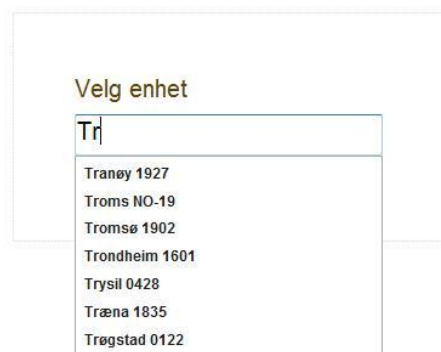 Velg enhet
Tr
Tranøy 1927
Troms NO-19
Tromsø 1902
Trondheim 1601
Trysil 0428
Træna 1835
Trøgstad 0122